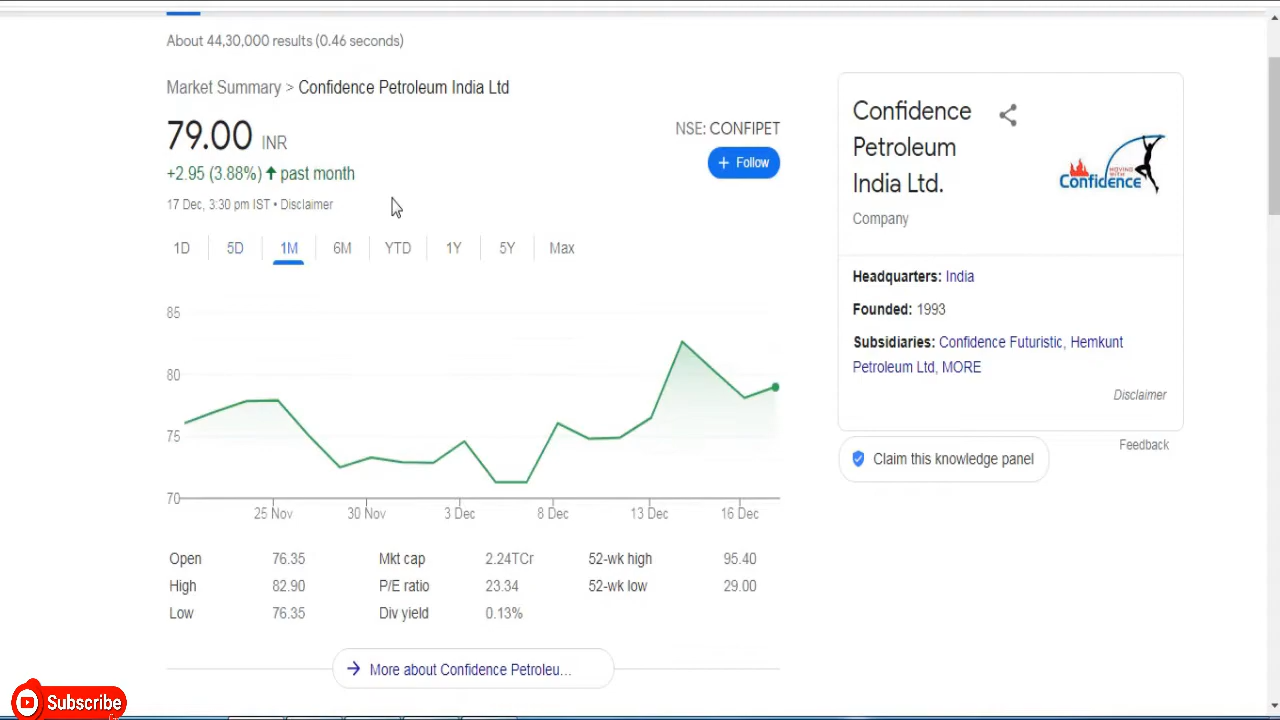 About 44,30,000 results (0.46 seconds)
Market Summary > Confidence Petroleum India Ltd
79.00 INR
+2.95 (3.88%) ↑ past month
17 Dec, 3:30 pm IST • Disclaimer
NSE: CONFIPET
+ Follow
1D 5D 1M 6M YTD 1Y 5Y Max
85
80
75
70
25 Nov 30 Nov 3 Dec 8 Dec 13 Dec 16 Dec
Open 76.35 Mkt cap 2.24TCr 52-wk high 95.40
High 82.90 P/E ratio 23.34 52-wk low 29.00
Low 76.35 Div yield 0.13%
→ More about Confidence Petroleu...
Confidence
Petroleum
India Ltd.
Company
MOVING
WITH
Confidence
Headquarters: India
Founded: 1993
Subsidiaries: Confidence Futuristic, Hemkunt
Petroleum Ltd, MORE
Disclaimer
Feedback
Claim this knowledge panel
Subscribe